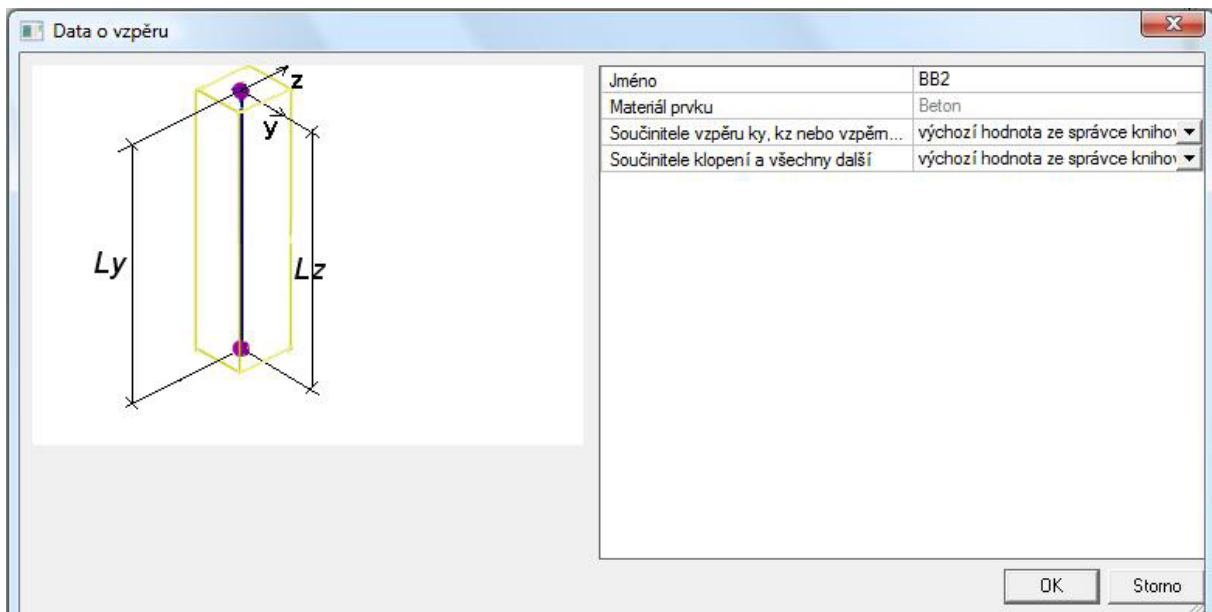 Data o vzpěru
z
y
Ly
Lz
Jméno BB2
Materiál prvku Beton
Součinitele vzpěru ky, kz nebo vzpěrn... výchozí hodnota ze správce knihov
Součinitele klopení a všechny další výchozí hodnota ze správce knihov
OK Storno